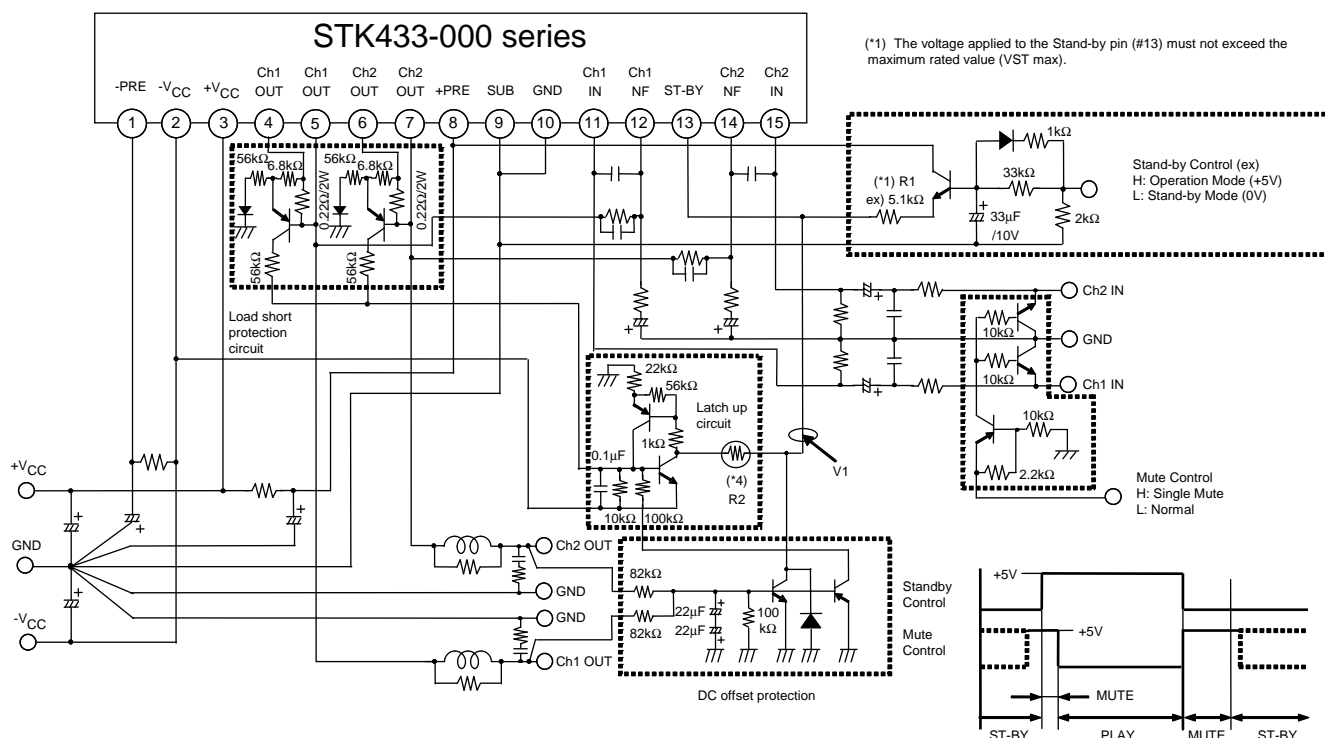 STK433-000 series
(*1) The voltage applied to the Stand-by pin (#13) must not exceed the
maximum rated value (VST max).
-PRE
-VCC
+VCC
Ch1
OUT
Ch1
OUT
Ch2
OUT
Ch2
OUT
+PRE
SUB
GND
Ch1
IN
Ch1
NF
ST-BY
Ch2
NF
Ch2
IN
1
2
3
4
5
6
7
8
9
10
11
12
13
14
15
56kΩ
6.8kΩ
0.22Ω/2W
56kΩ
56kΩ
6.8kΩ
0.22Ω/2W
56kΩ
Load short
protection
circuit
1kΩ
33kΩ
(*1) R1
ex) 5.1kΩ
33µF
/10V
2kΩ
Stand-by Control (ex)
H: Operation Mode (+5V)
L: Stand-by Mode (0V)
Ch2 IN
GND
Ch1 IN
10kΩ
10kΩ
10kΩ
2.2kΩ
Mute Control
H: Single Mute
L: Normal
22kΩ
56kΩ
Latch up
circuit
1kΩ
0.1µF
(*4)
R2
10kΩ
100kΩ
V1
+VCC
GND
-VCC
Ch2 OUT
GND
GND
Ch1 OUT
82kΩ
82kΩ
22µF
22µF
100
kΩ
DC offset protection
Standby
Control
Mute
Control
+5V
+5V
MUTE
ST-BY
PLAY
MUTE
ST-BY